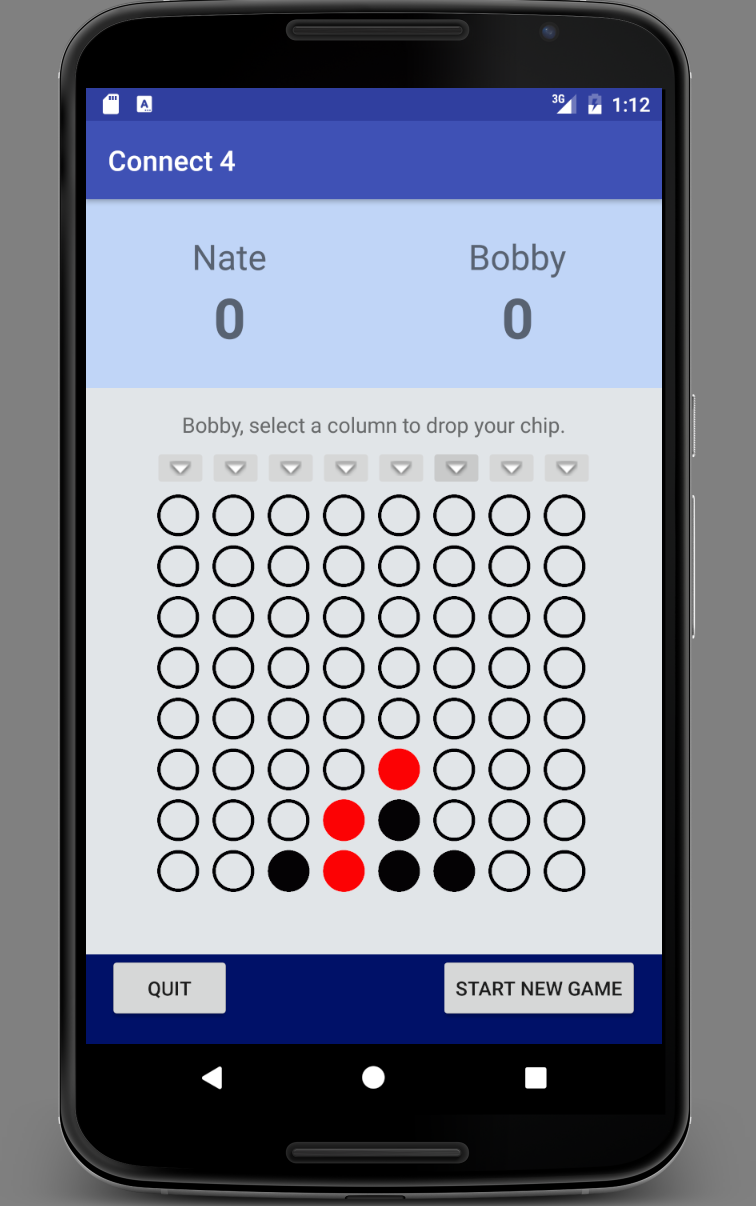 3G 1:12
Connect 4
Nate Bobby
0 0
Bobby, select a column to drop your chip.
QUIT START NEW GAME